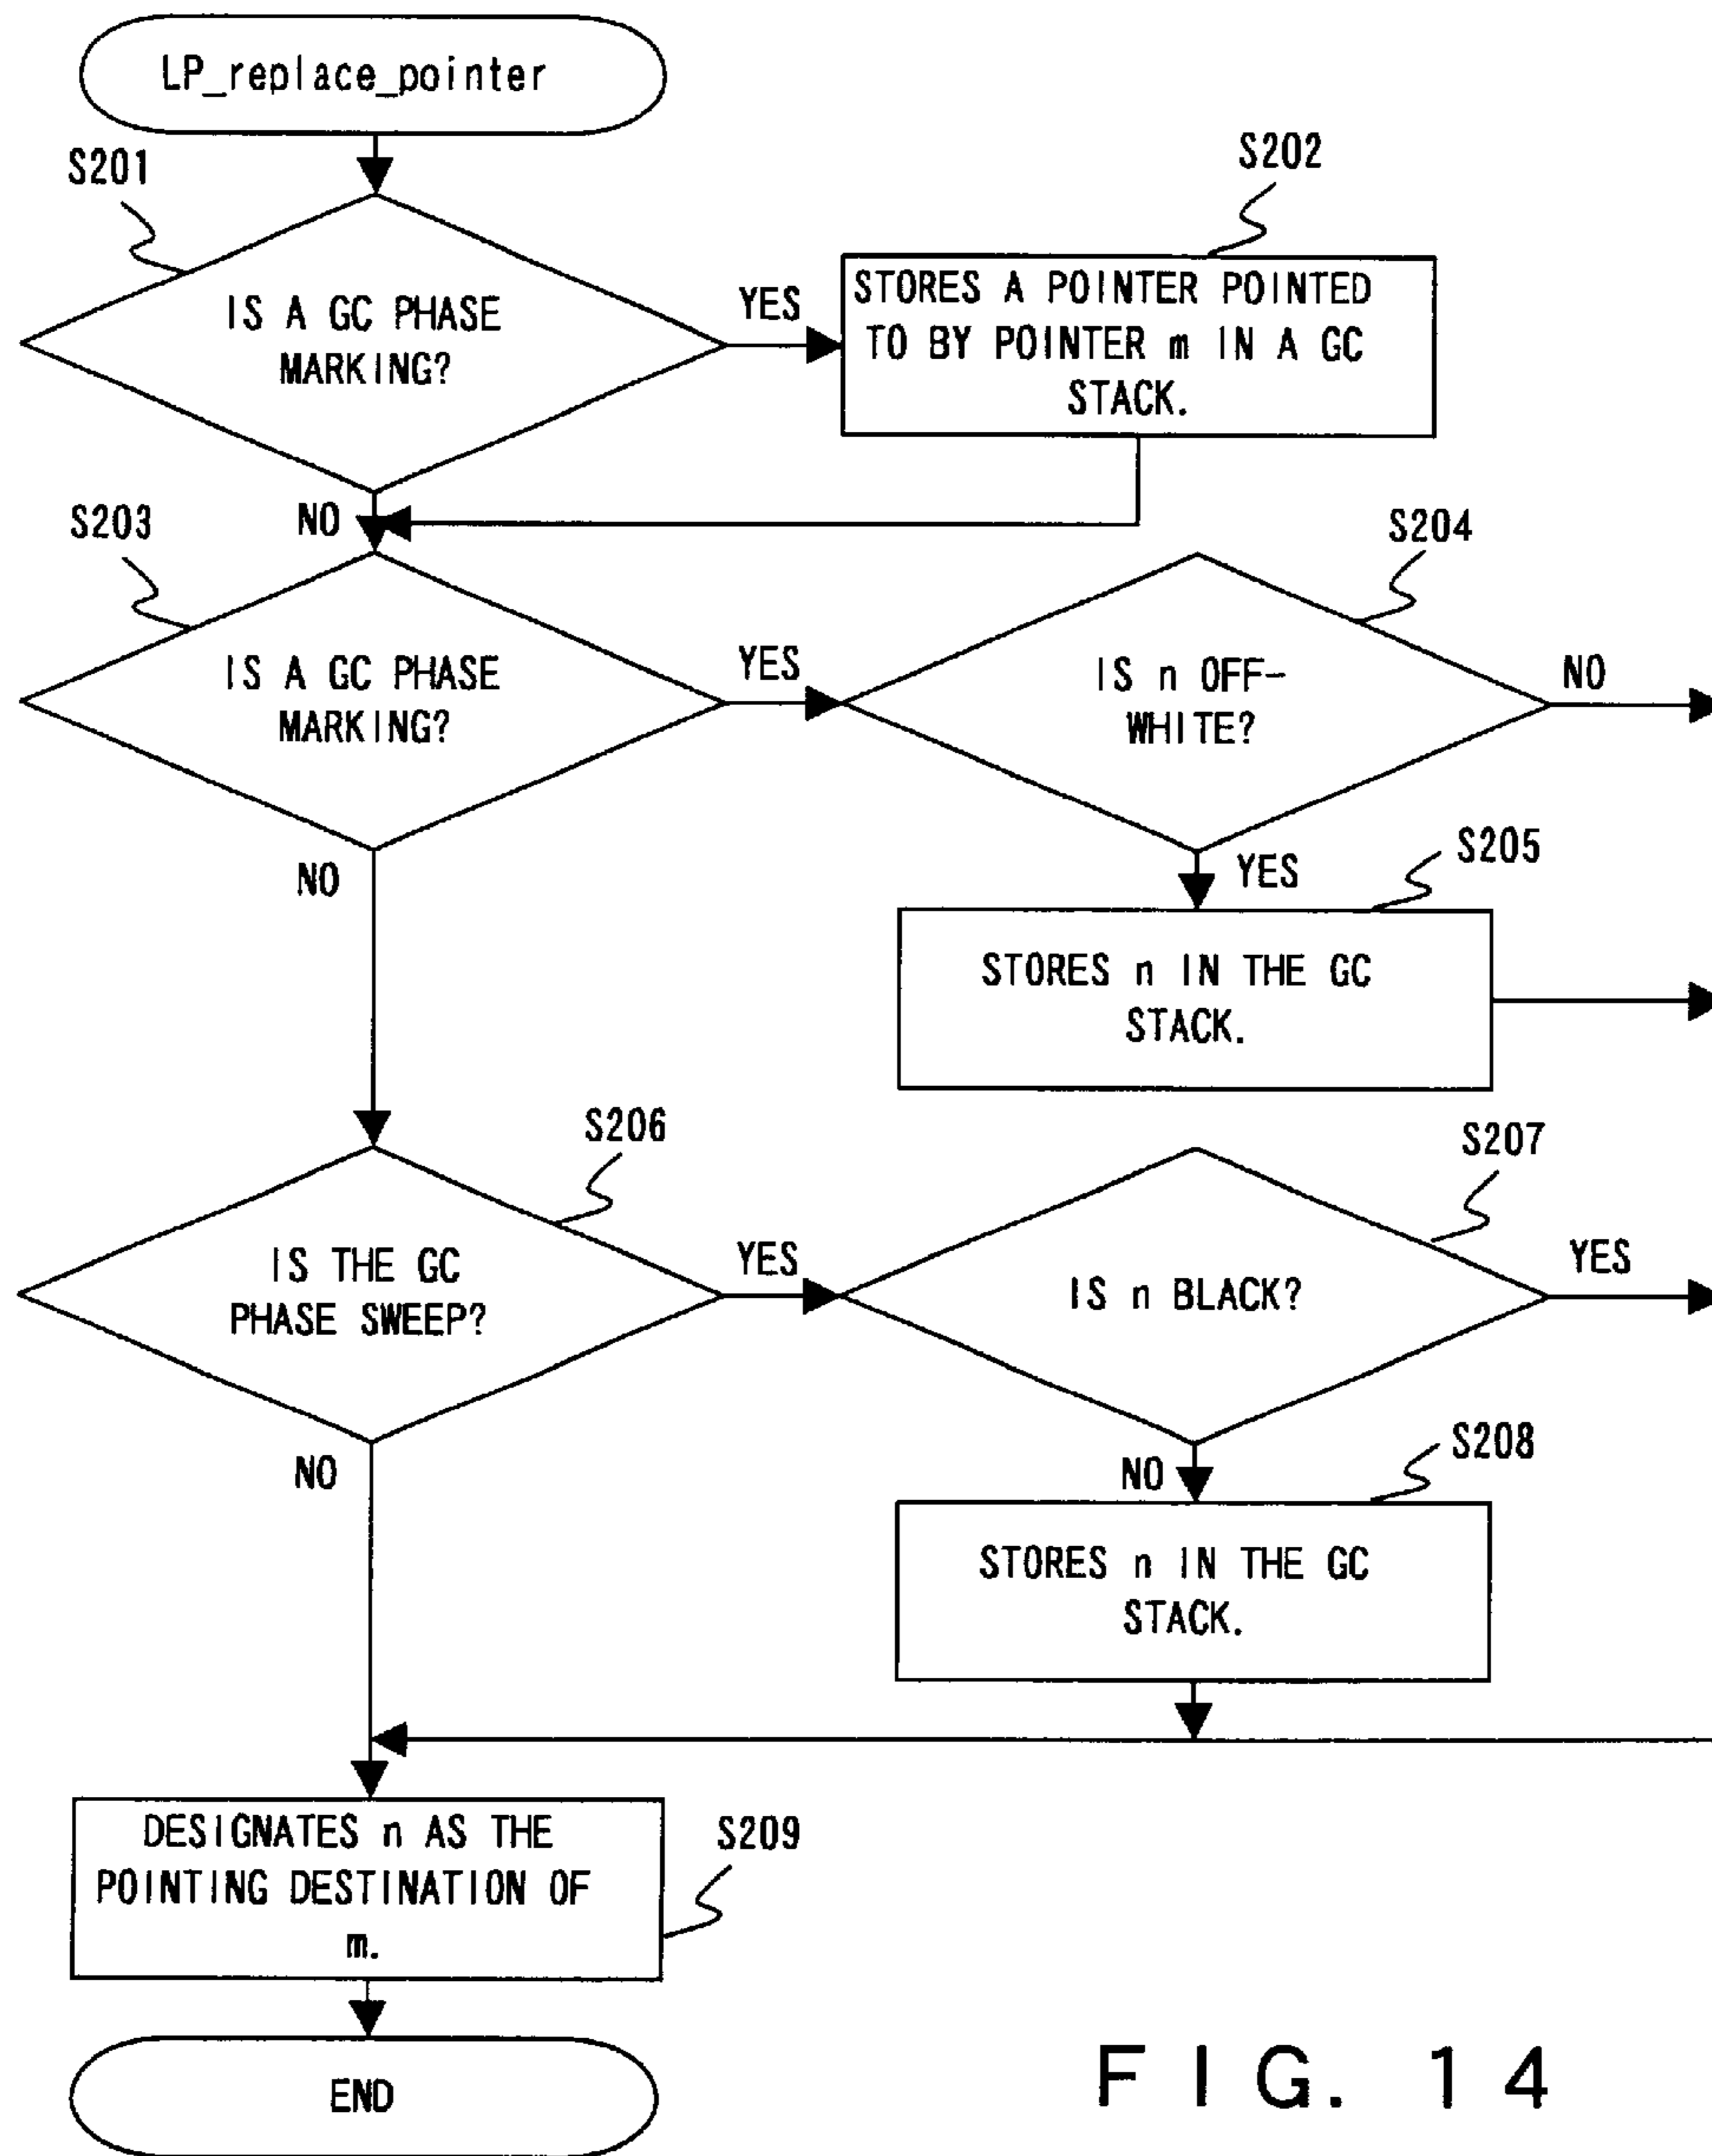 LP_replace_pointer
S201
S202
IS A GC PHASE
MARKING?
YES
STORES A POINTER POINTED
TO BY POINTER m IN A GC
STACK.
NO
S203
S204
IS A GC PHASE
MARKING?
YES
IS n OFF-
WHITE?
NO
NO
YES
S205
STORES n IN THE GC
STACK.
S206
S207
IS THE GC
PHASE SWEEP?
YES
IS n BLACK?
YES
NO
NO
S208
STORES n IN THE GC
STACK.
DESIGNATES n AS THE
POINTING DESTINATION OF
m.
S209
END
FIG. 14